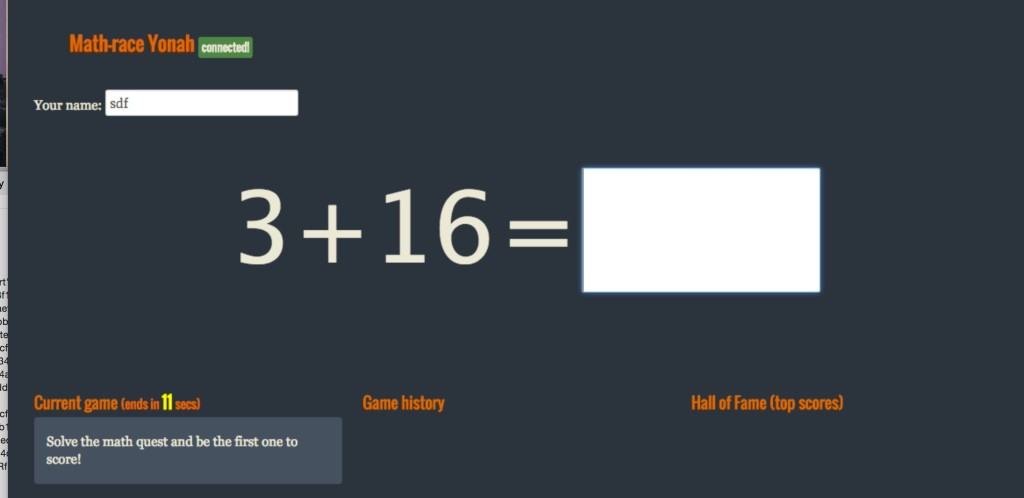 Math-race Yonah connected!
Your name: sdf
3+16=
Current game (ends in 11 secs)
Game history
Hall of Fame (top scores)
Solve the math quest and be the first one to
score!